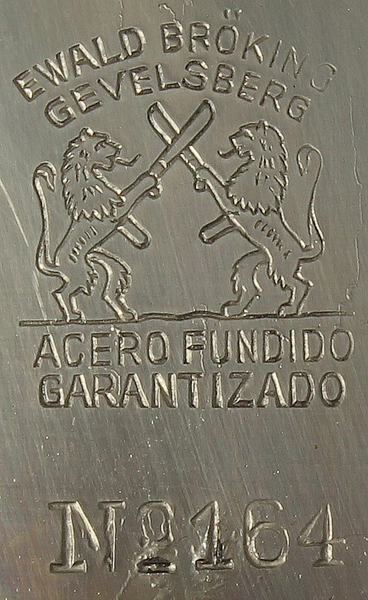 EWALD BRÖKING
GEVELSBERG
ACERO FUNDIDO
GARANTIZADO
Nº 164